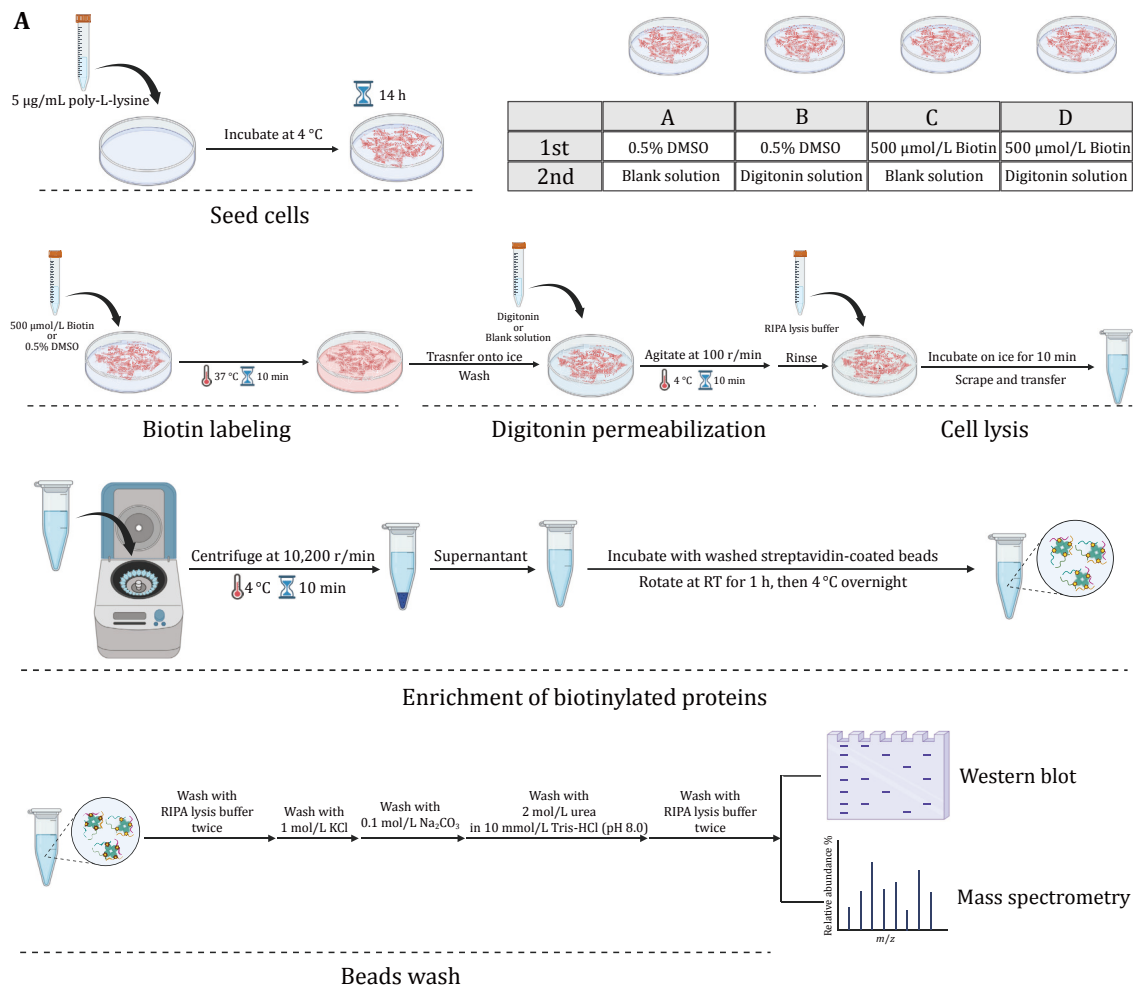 A
5 μg/mL poly-L-lysine
Incubate at 4 °C
14 h
Seed cells
A B C D
1st 0.5% DMSO 0.5% DMSO 500 μmol/L Biotin 500 μmol/L Biotin
2nd Blank solution Digitonin solution Blank solution Digitonin solution
500 μmol/L Biotin
or
0.5% DMSO
37 °C 10 min
Trasnfer onto ice
Wash
Digitonin
or
Blank solution
Agitate at 100 r/min
4 °C 10 min
Rinse
RIPA lysis buffer
Incubate on ice for 10 min
Scrape and transfer
Biotin labeling
Digitonin permeabilization
Cell lysis
Centrifuge at 10,200 r/min
4 °C 10 min
Supernantant
Incubate with washed streptavidin-coated beads
Rotate at RT for 1 h, then 4 °C overnight
Enrichment of biotinylated proteins
Wash with
RIPA lysis buffer
twice
Wash with
1 mol/L KCl
Wash with
0.1 mol/L Na₂CO₃
Wash with
2 mol/L urea
in 10 mmol/L Tris-HCl (pH 8.0)
Wash with
RIPA lysis buffer
twice
Western blot
Relative abundance %
m/z
Mass spectrometry
Beads wash